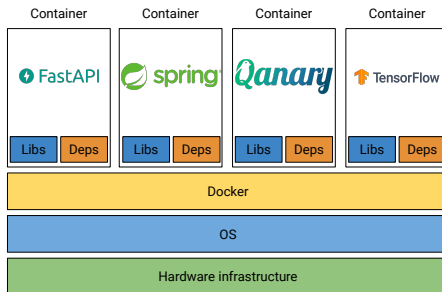 Container Container Container Container
FastAPI spring Qanary TensorFlow
Libs Deps Libs Deps Libs Deps Libs Deps
Docker
OS
Hardware infrastructure